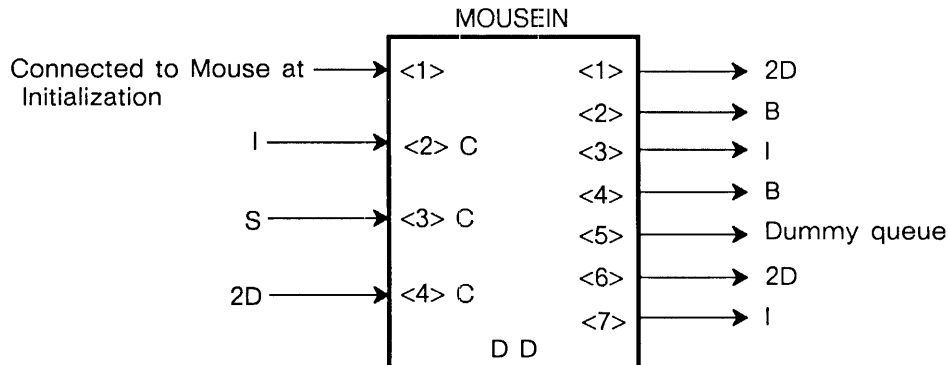 MOUSEIN
Connected to Mouse at
Initialization
<1>
<1>
2D
<2>
B
I
<2> C
<3>
I
<4>
B
S
<3> C
<5>
Dummy queue
2D
<4> C
<6>
2D
<7>
I
D D